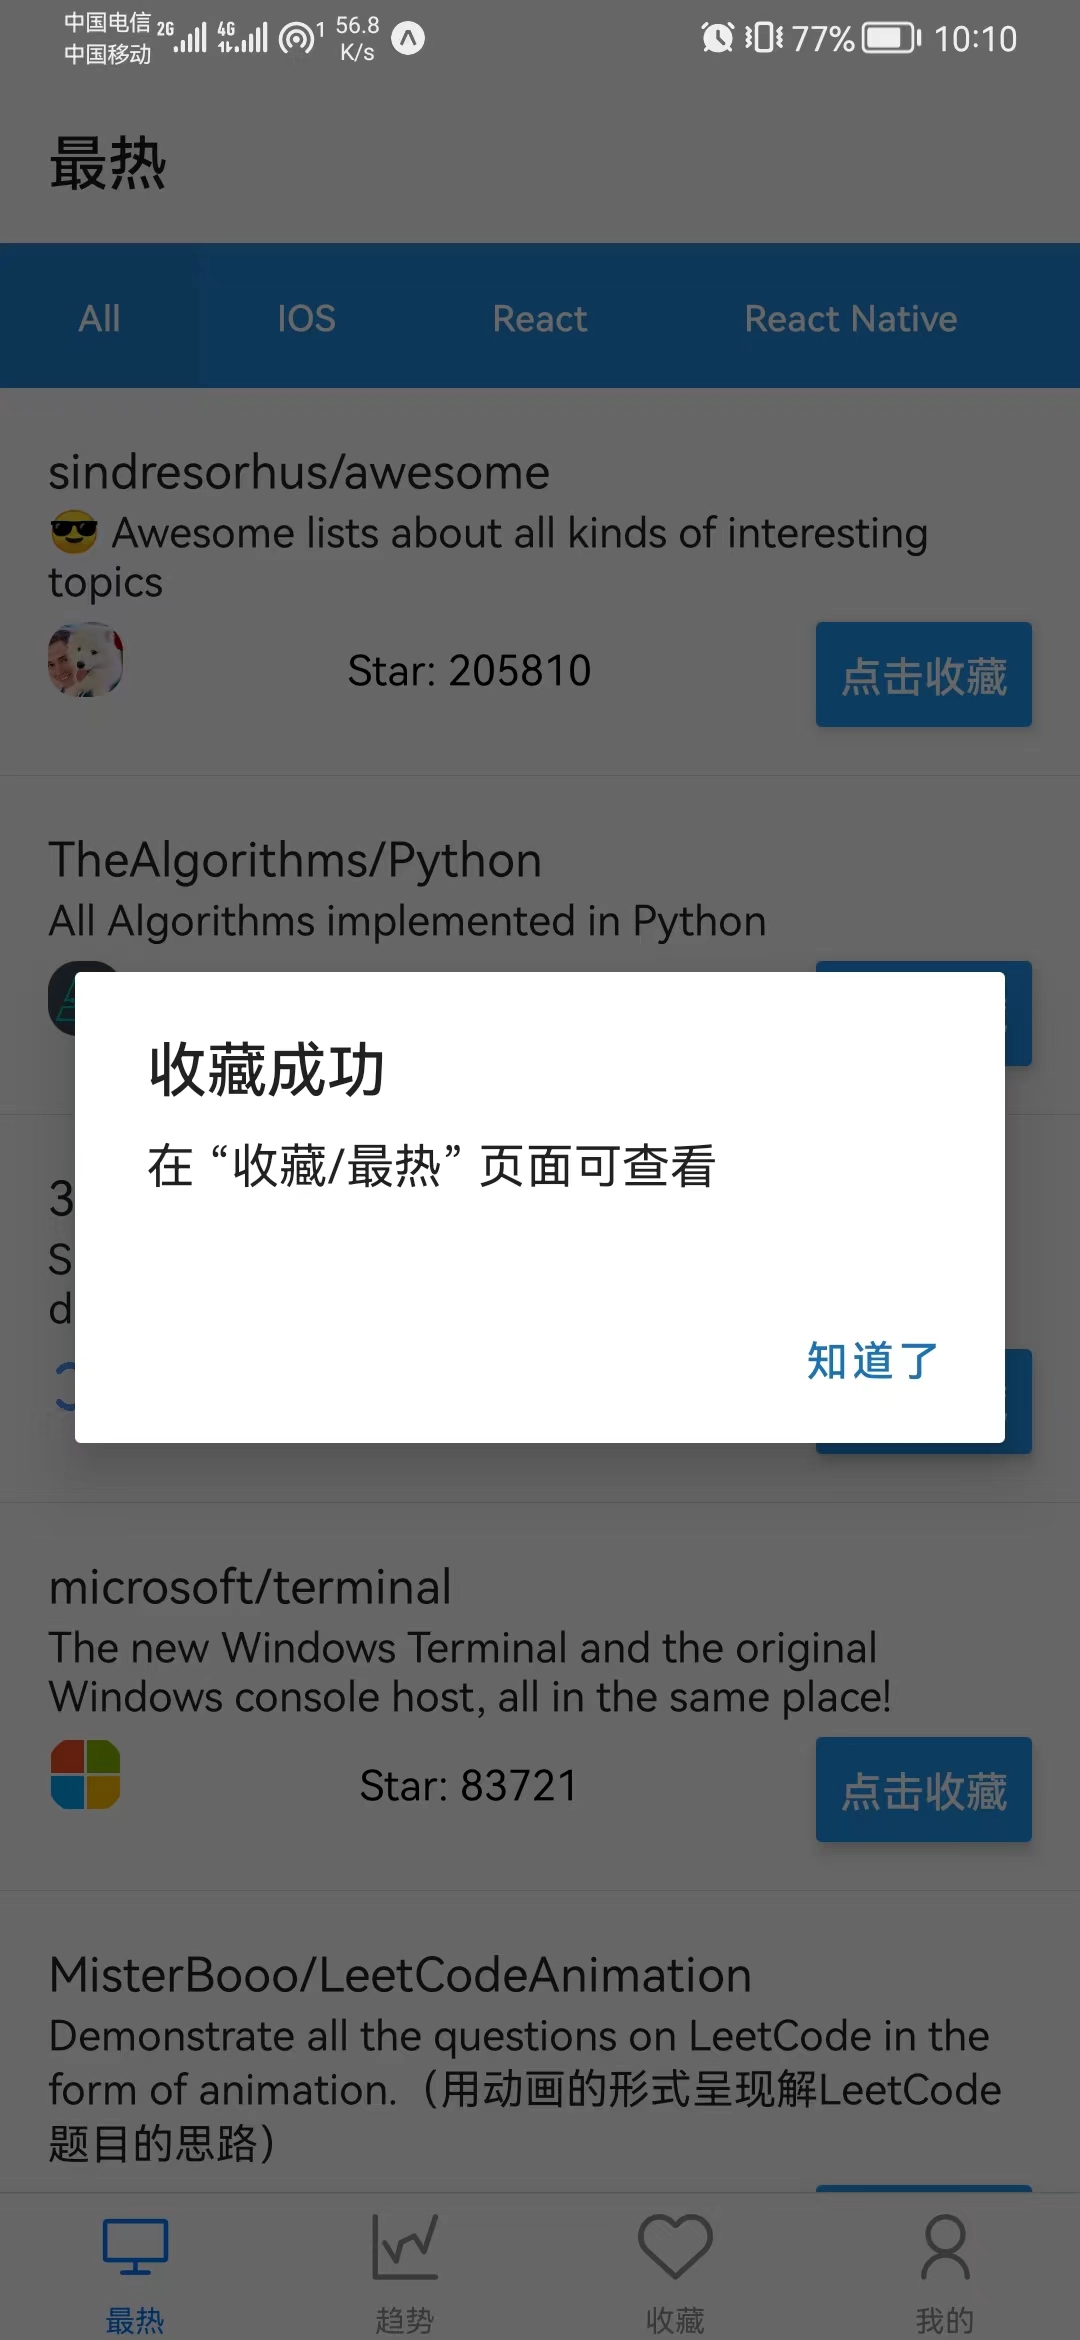 中国电信 2G 4G 1 56.8 K/s 77% 10:10
中国移动
最热
All IOS React React Native
sindresorhus/awesome
😎 Awesome lists about all kinds of interesting
topics
Star: 205810 点击收藏
TheAlgorithms/Python
All Algorithms implemented in Python
收藏成功
在 “收藏/最热” 页面可查看
3
S
d
知道了
microsoft/terminal
The new Windows Terminal and the original
Windows console host, all in the same place!
Star: 83721 点击收藏
MisterBooo/LeetCodeAnimation
Demonstrate all the questions on LeetCode in the
form of animation.（用动画的形式呈现解LeetCode
题目的思路）
最热 趋势 收藏 我的